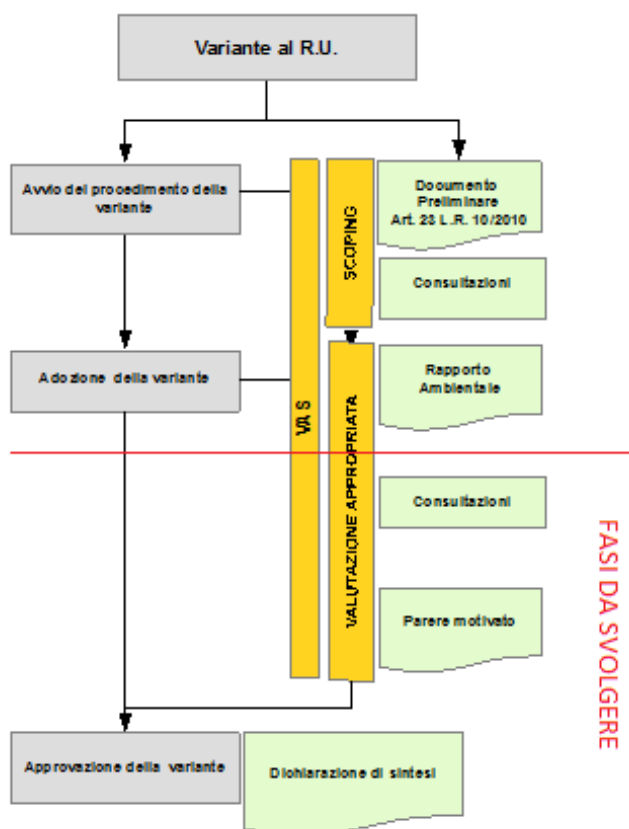 Variante al R.U.
Avvio del procedimento della
variante
Documento
Preliminare
Art. 23 L.R. 10/2010
SCOPING
Consultazioni
Adozione della variante
VAS
VALUTAZIONE APPROPRIATA
Rapporto
Ambientale
Consultazioni
FASI DA SVOLGERE
Parere motivato
Approvazione della variante
Dichiarazione di sintesi